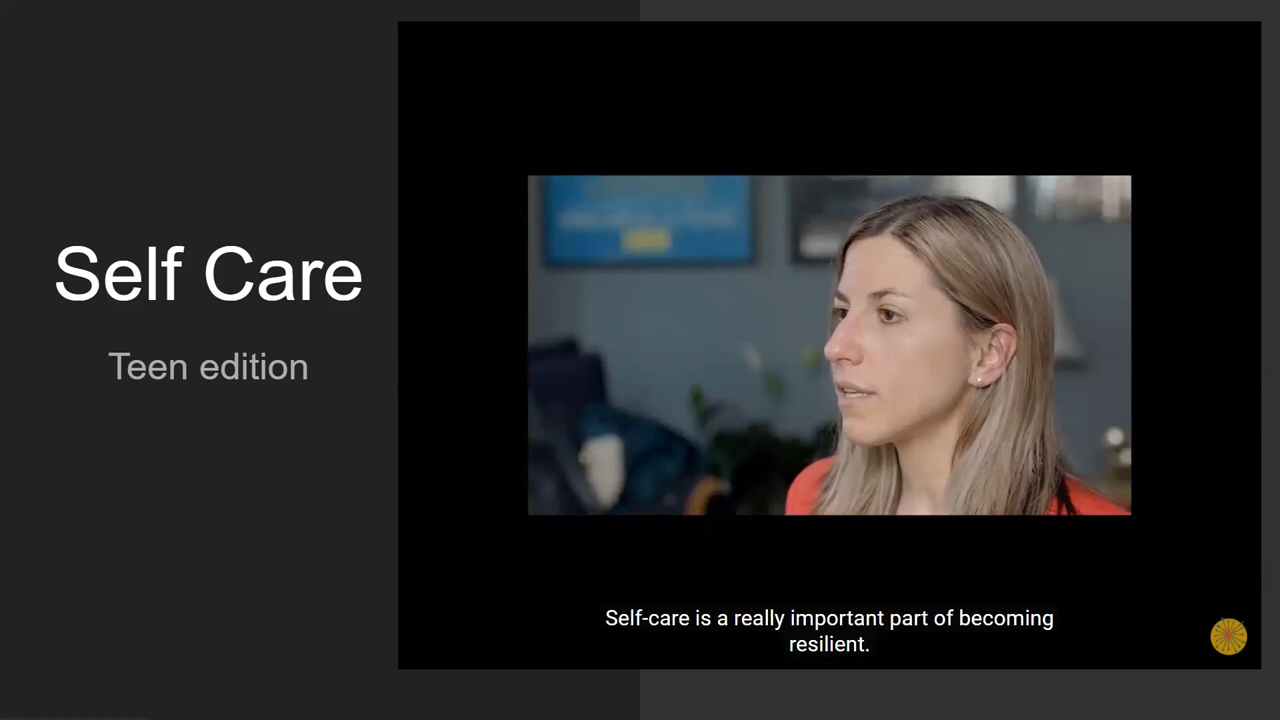 Self Care
Teen edition
Self-care is a really important part of becoming
resilient.